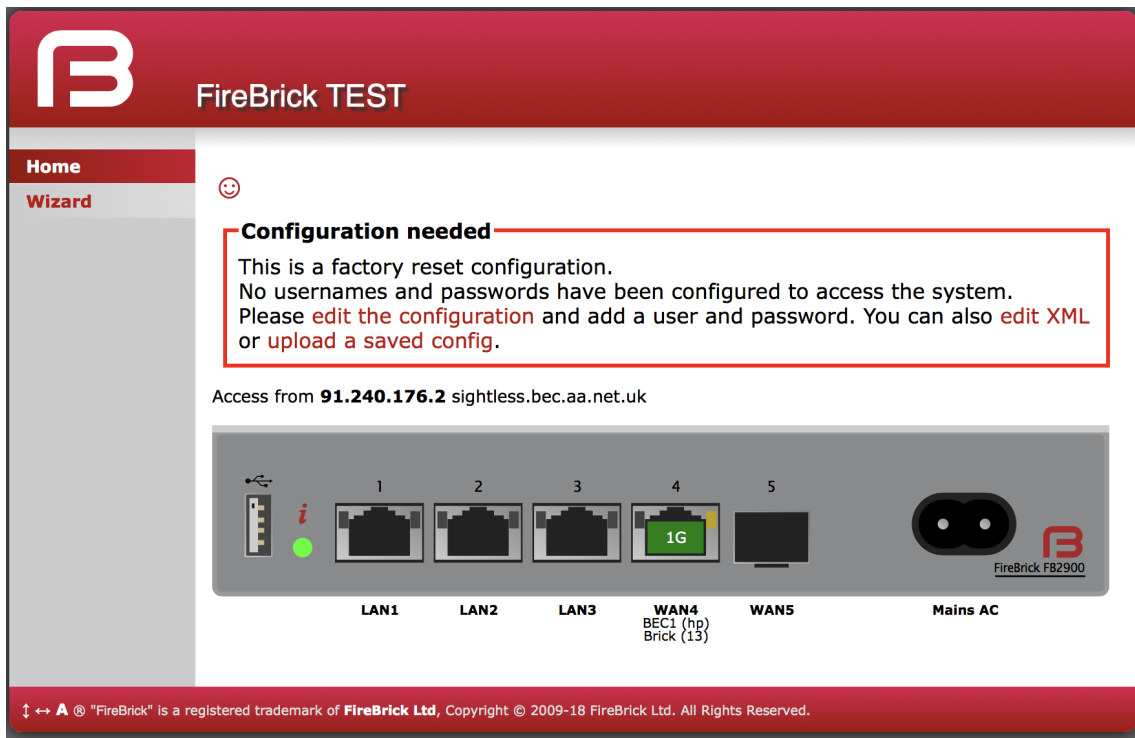 FireBrick TEST
Home
Wizard
Configuration needed
This is a factory reset configuration.
No usernames and passwords have been configured to access the system.
Please edit the configuration and add a user and password. You can also edit XML
or upload a saved config.
Access from 91.240.176.2 sightless.bec.aa.net.uk
1 2 3 4 5
i
1G
FireBrick FB2900
LAN1 LAN2 LAN3 WAN4 WAN5 Mains AC
BEC1 (hp)
Brick (13)
↕ ↔ A ® "FireBrick" is a registered trademark of FireBrick Ltd, Copyright © 2009-18 FireBrick Ltd. All Rights Reserved.